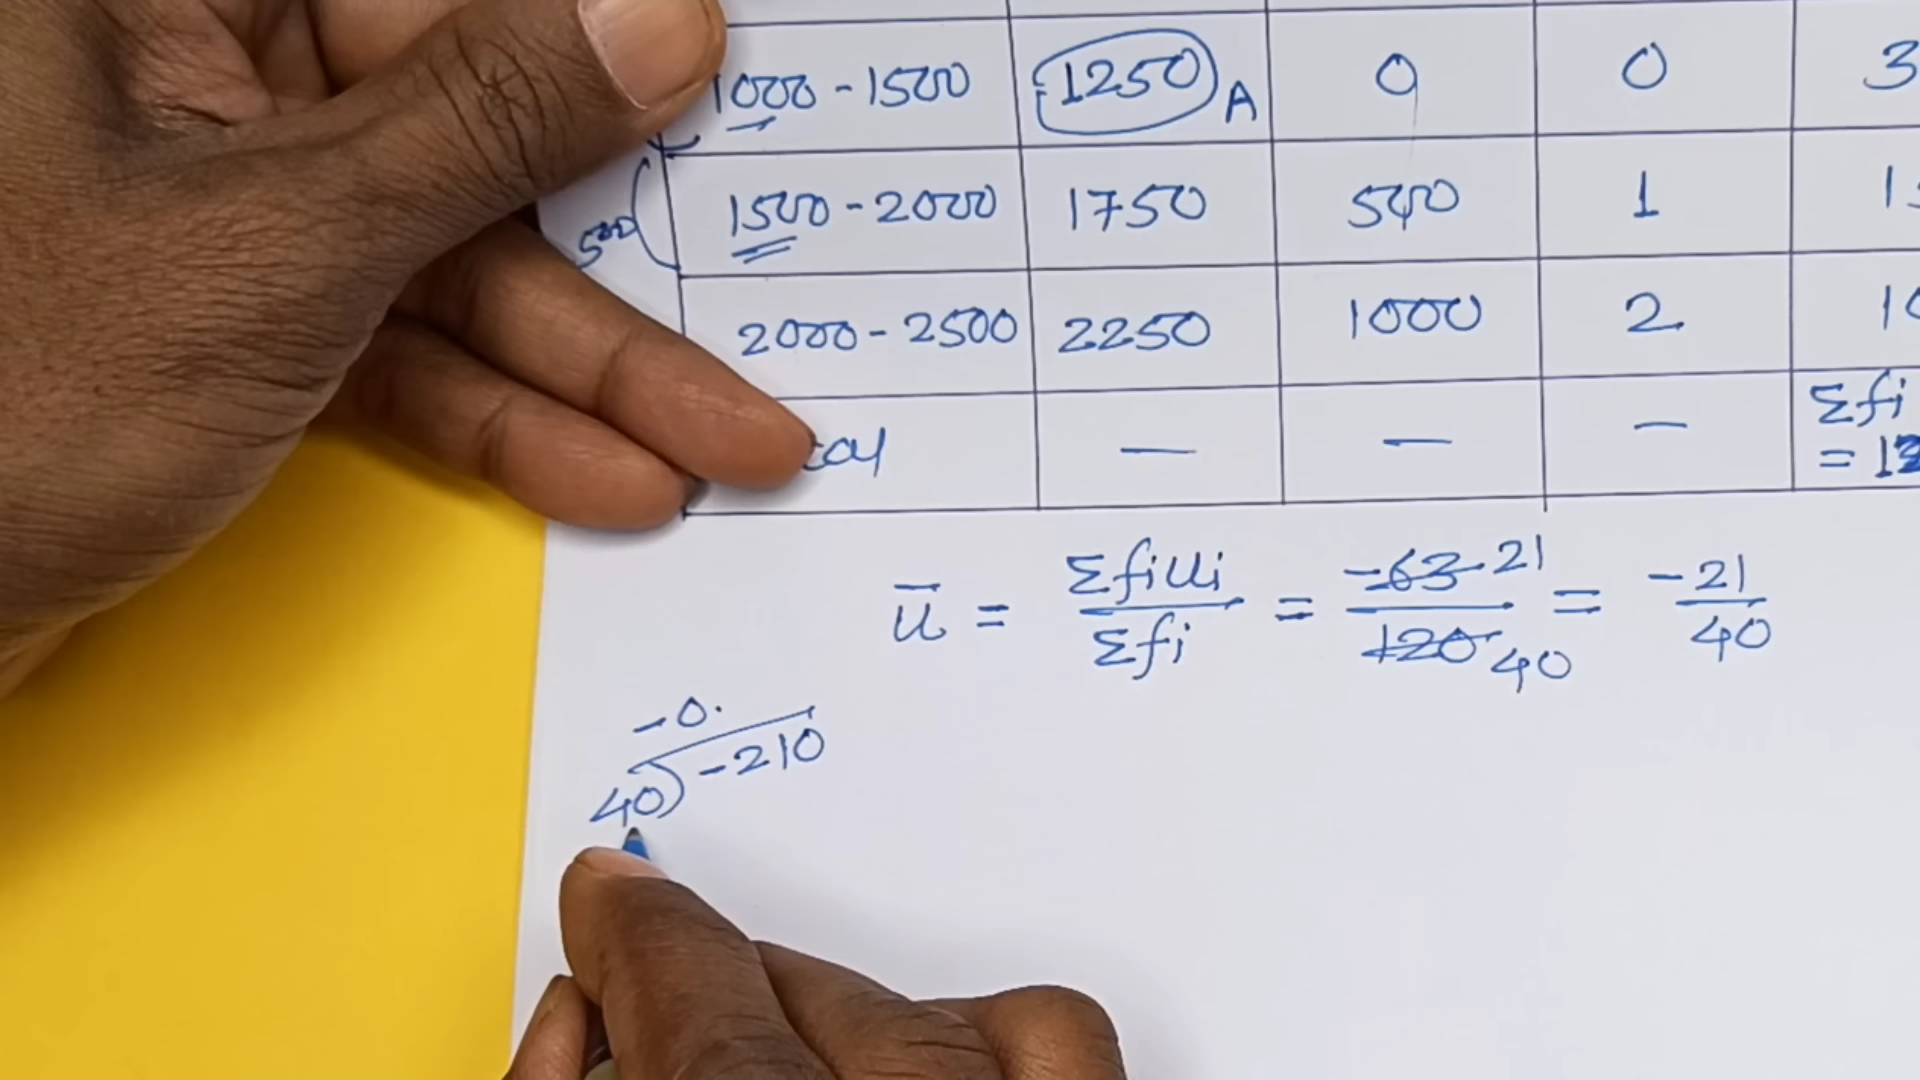 1000 - 1500 1250 A 0 0 3
1500 - 2000 1750 500 1
500
2000 - 2500 2250 1000 2
— — — Σfi
= 12
ū = Σfiui / Σfi = -63 -21 / 120 40 = -21 / 40
-0.
40) -210